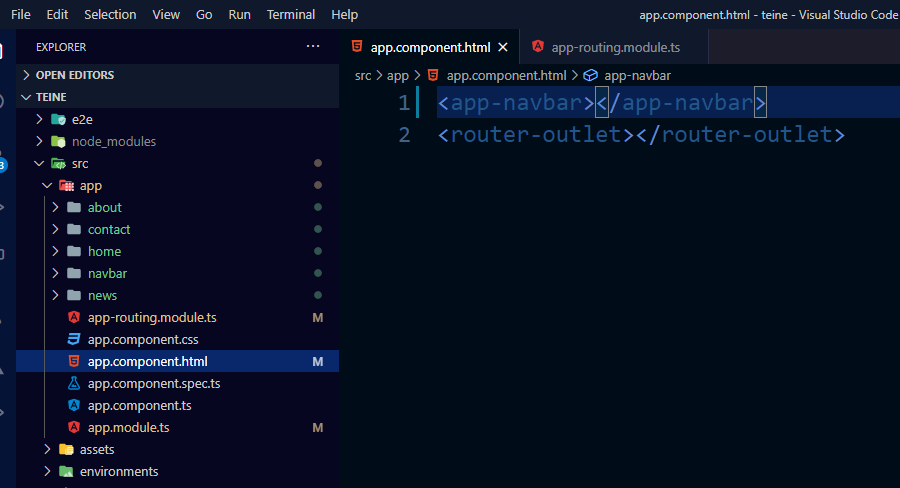 File Edit Selection View Go Run Terminal Help app.component.html - teine - Visual Studio Code
EXPLORER ···
OPEN EDITORS
TEINE
e2e
node_modules
src
app
about
contact
home
navbar
news
app-routing.module.ts M
app.component.css
app.component.html M
app.component.spec.ts
app.component.ts
app.module.ts M
assets
environments
3
app.component.html app-routing.module.ts
src > app > app.component.html > app-navbar
1 <app-navbar></app-navbar>
2 <router-outlet></router-outlet>